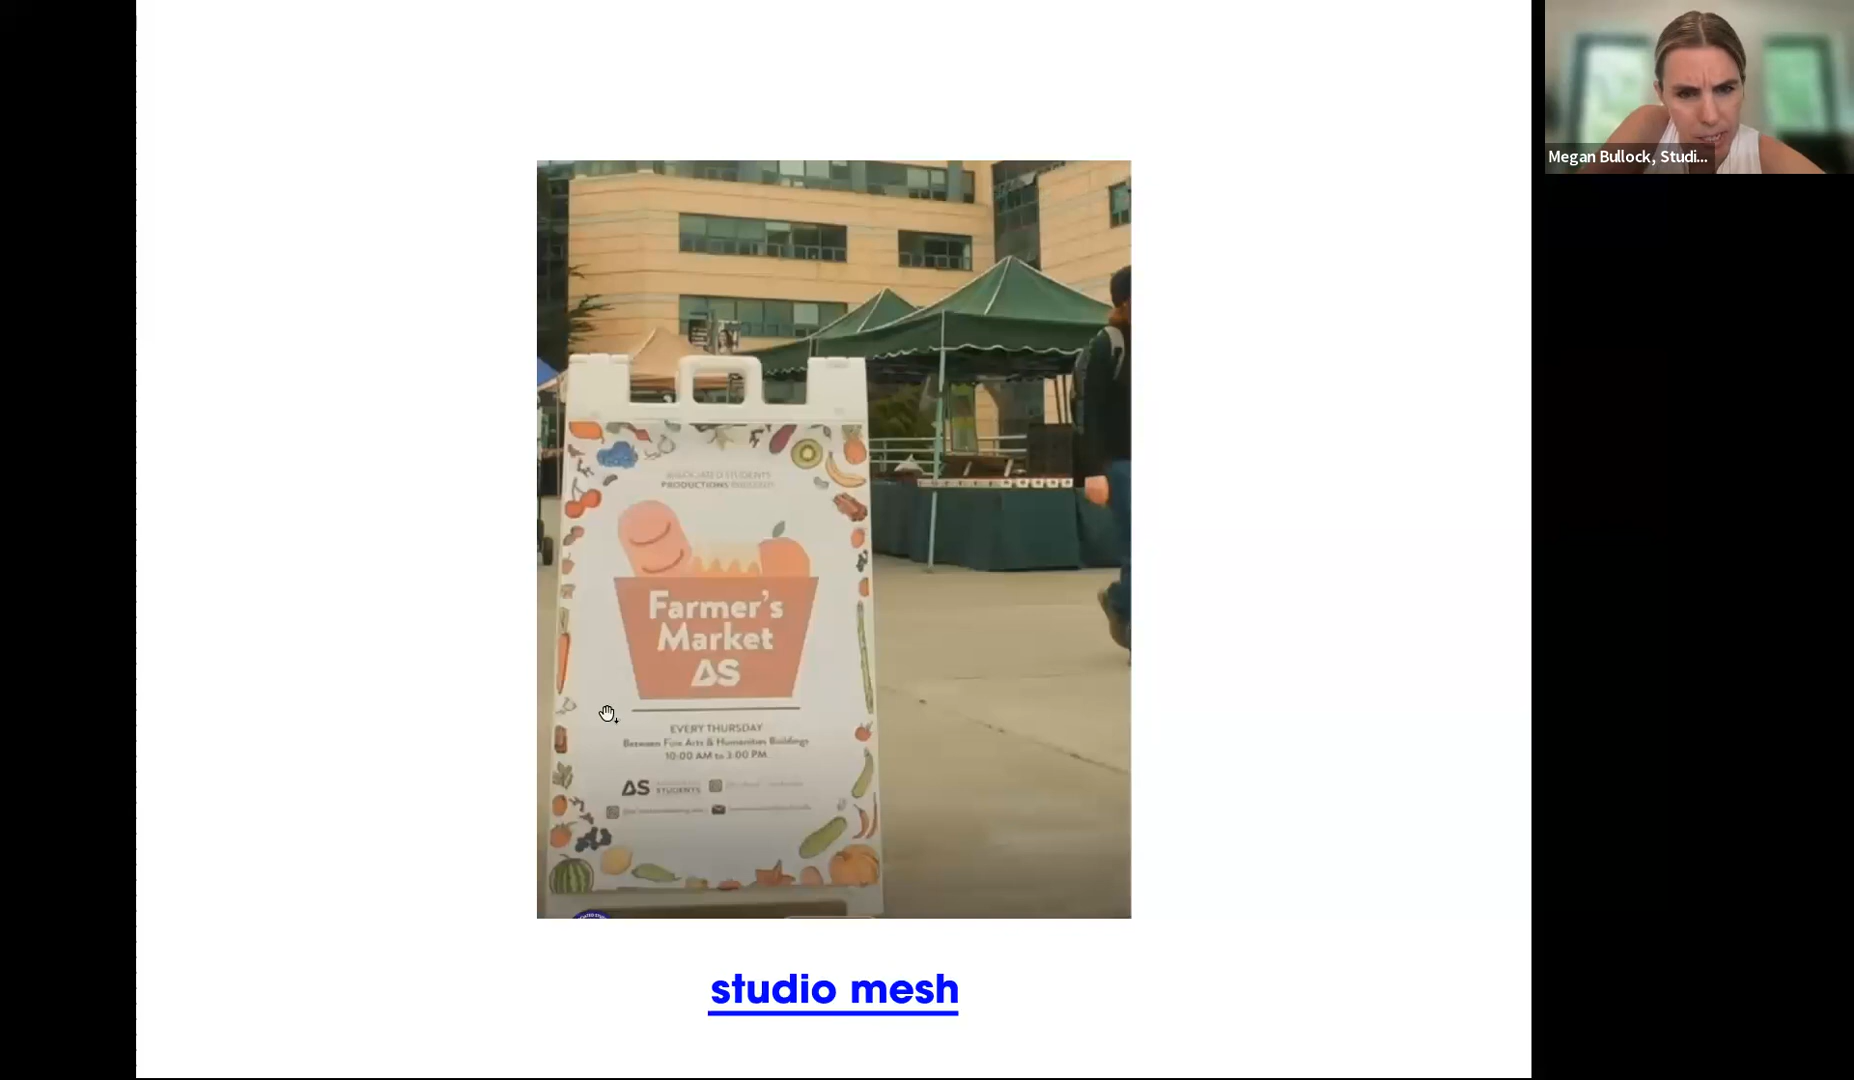 Megan Bullock, Studi...
ASSOCIATED STUDENTS
PRODUCTIONS PRESENTS
Farmer's
Market
AS
EVERY THURSDAY
Between Fine Arts & Humanities Buildings
10:00 AM to 3:00 PM
AS
STUDENTS
studio mesh